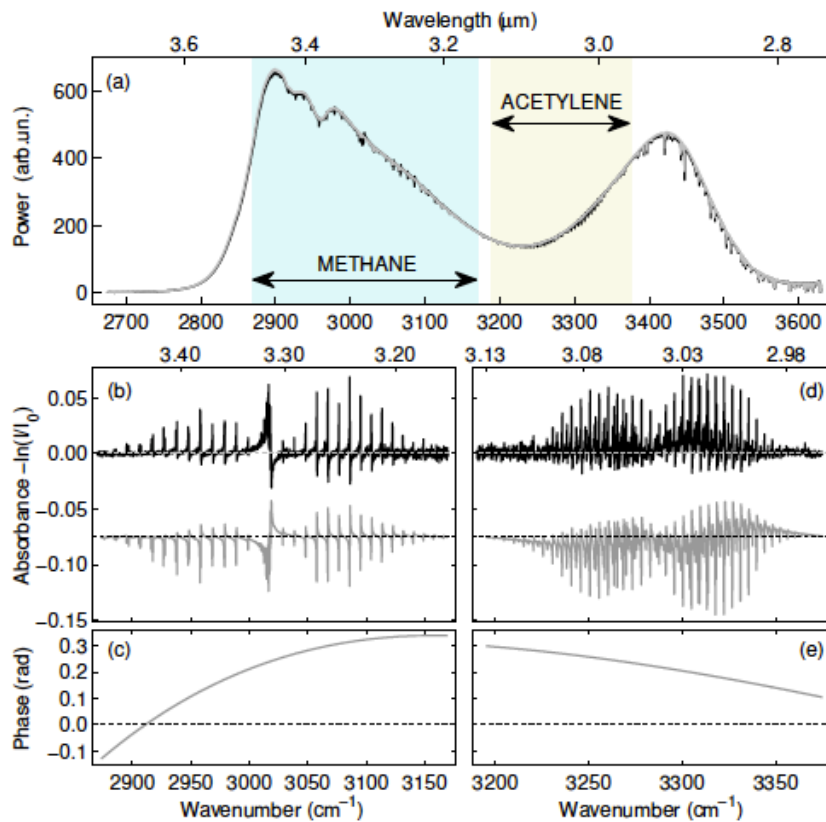 Wavelength (μm)
3.6 3.4 3.2 3.0 2.8
(a)
ACETYLENE
METHANE
Power (arb.un.)
600
400
200
0
2700 2800 2900 3000 3100 3200 3300 3400 3500 3600
3.40 3.30 3.20
3.13 3.08 3.03 2.98
(b)
(d)
Absorbance -ln(I/I₀)
0.05
0.00
-0.05
-0.10
-0.15
(c)
(e)
Phase (rad)
0.3
0.2
0.1
0.0
-0.1
2900 2950 3000 3050 3100 3150
3200 3250 3300 3350
Wavenumber (cm⁻¹)
Wavenumber (cm⁻¹)